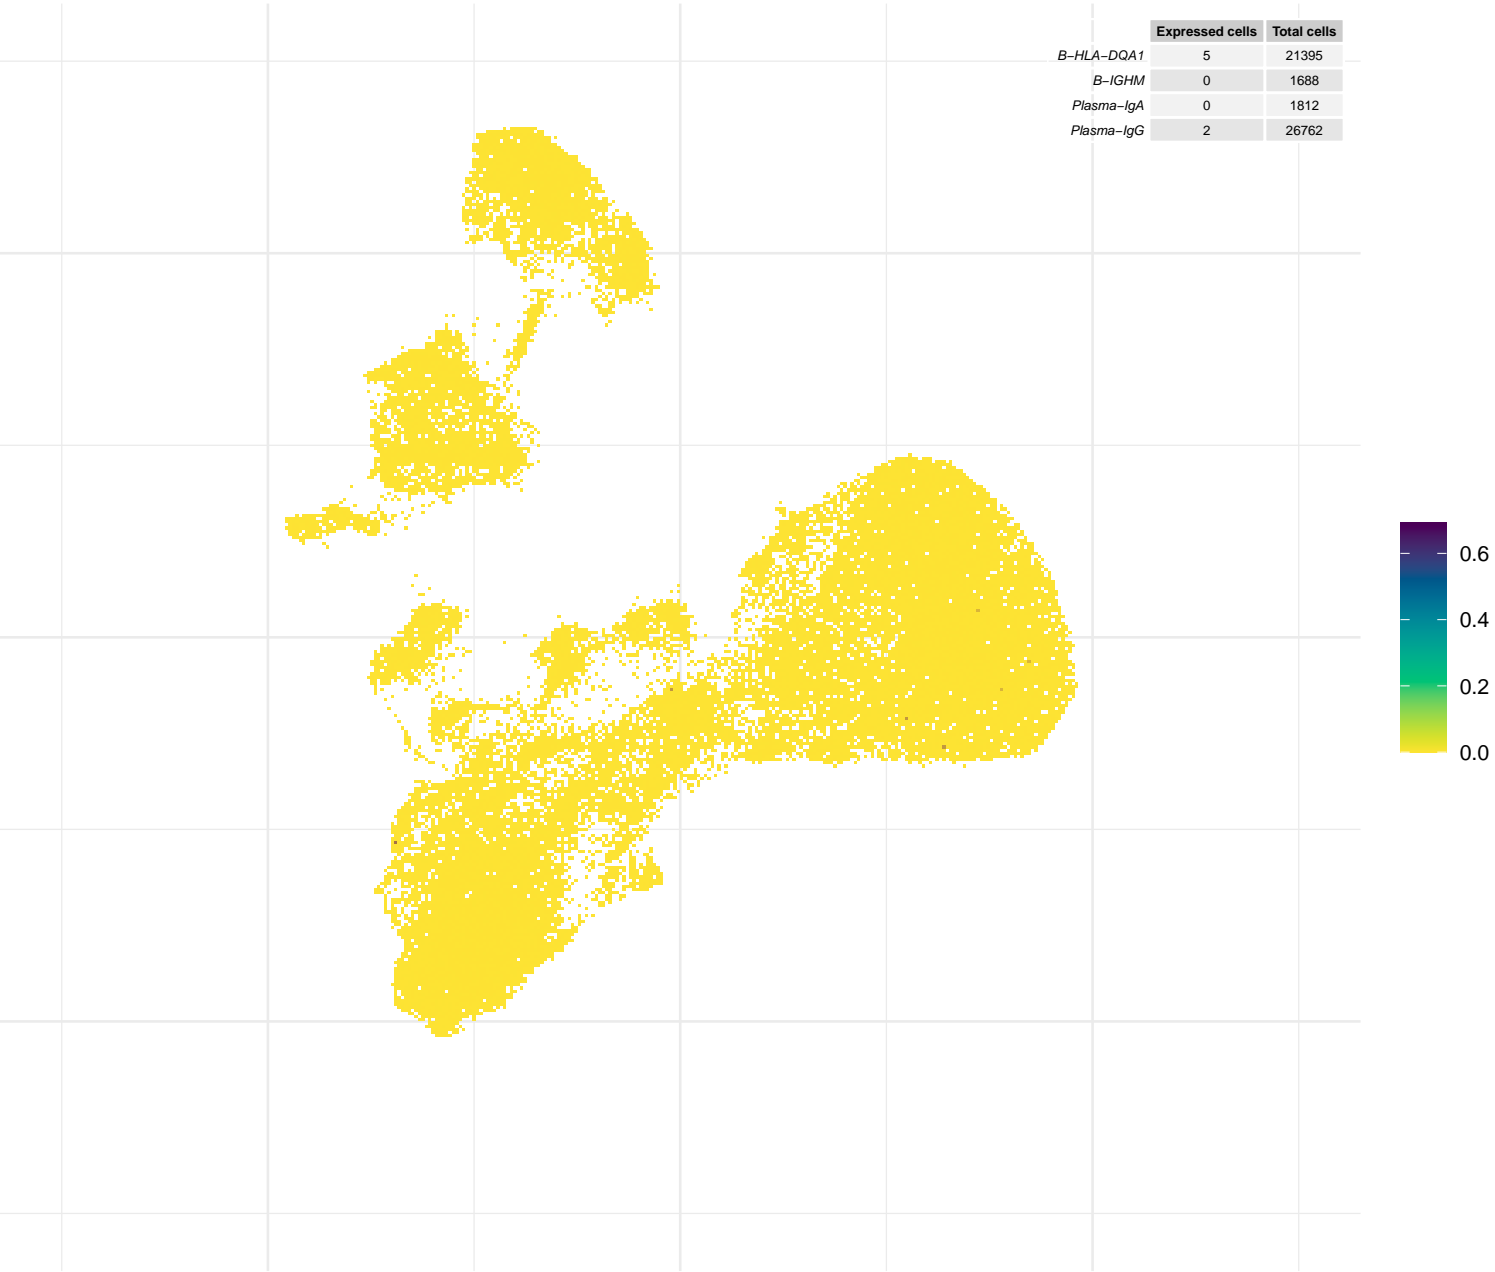 Expressed cells Total cells
B−HLA−DQA1 5 21395
B−IGHM 0 1688
Plasma−IgA 0 1812
Plasma−IgG 2 26762
0.6
0.4
0.2
0.0